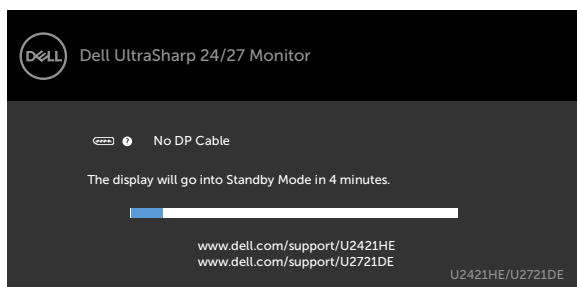 DELL
Dell UltraSharp 24/27 Monitor
? No DP Cable
The display will go into Standby Mode in 4 minutes.
www.dell.com/support/U2421HE
www.dell.com/support/U2721DE
U2421HE/U2721DE